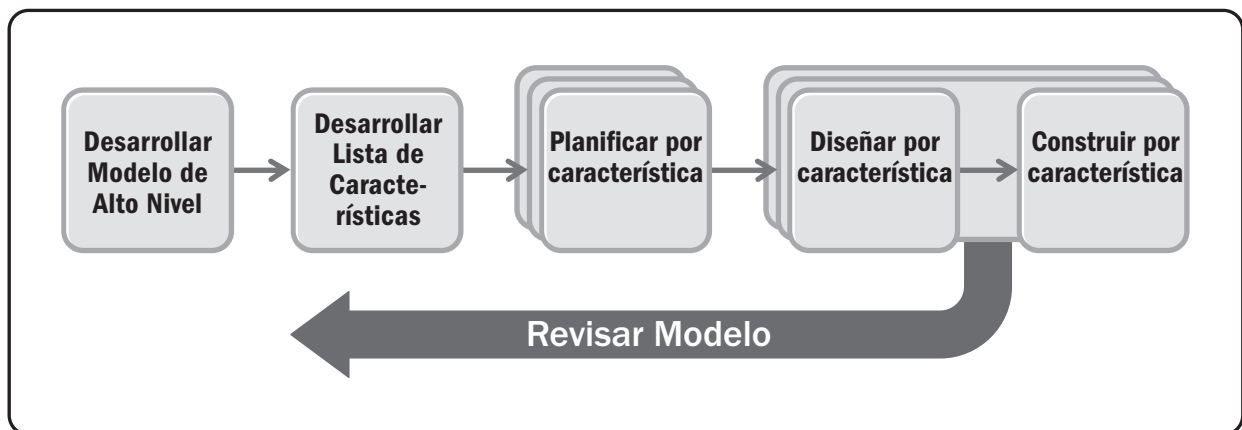 Desarrollar
Modelo de
Alto Nivel
Desarrollar
Lista de
Caracte-
rísticas
Planificar por
característica
Diseñar por
característica
Construir por
característica
Revisar Modelo